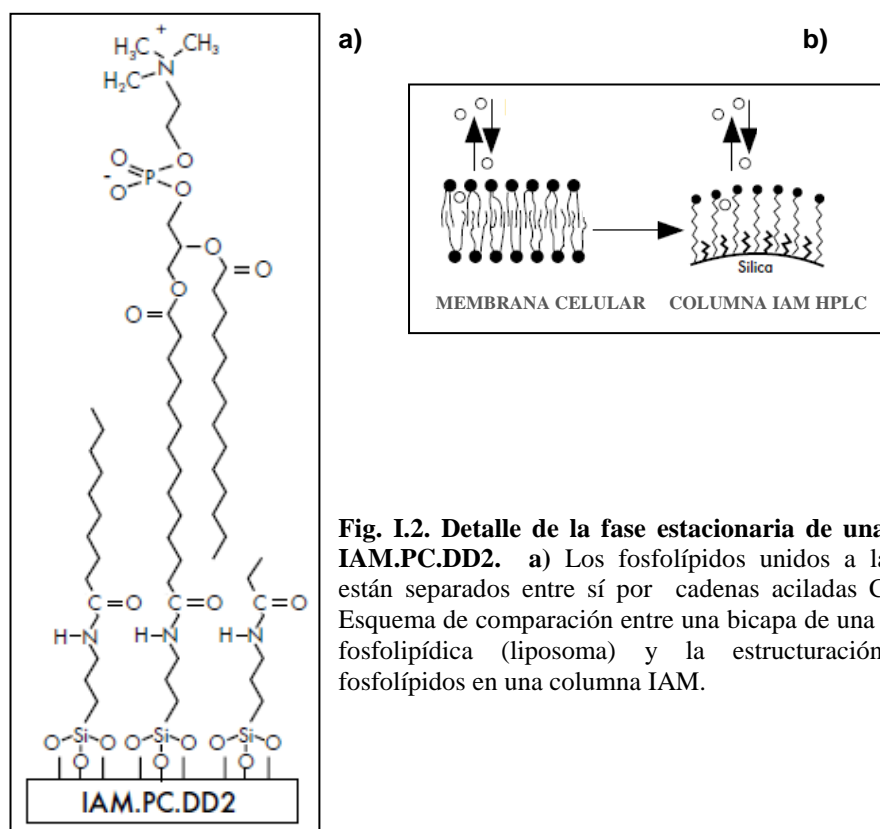 a)
b)
H₃C + CH₃
N
H₂C
O
O P
- O
O
O
O
O
O
C=O C=O C=O
H-N H-N H-N
O Si O O Si O O Si O
O O O
IAM.PC.DD2
Silica
MEMBRANA CELULAR COLUMNA IAM HPLC
Fig. I.2. Detalle de la fase estacionaria de una
IAM.PC.DD2. a) Los fosfolípidos unidos a la
están separados entre sí por cadenas aciladas C
Esquema de comparación entre una bicapa de una
fosfolipídica (liposoma) y la estructuración
fosfolípidos en una columna IAM.